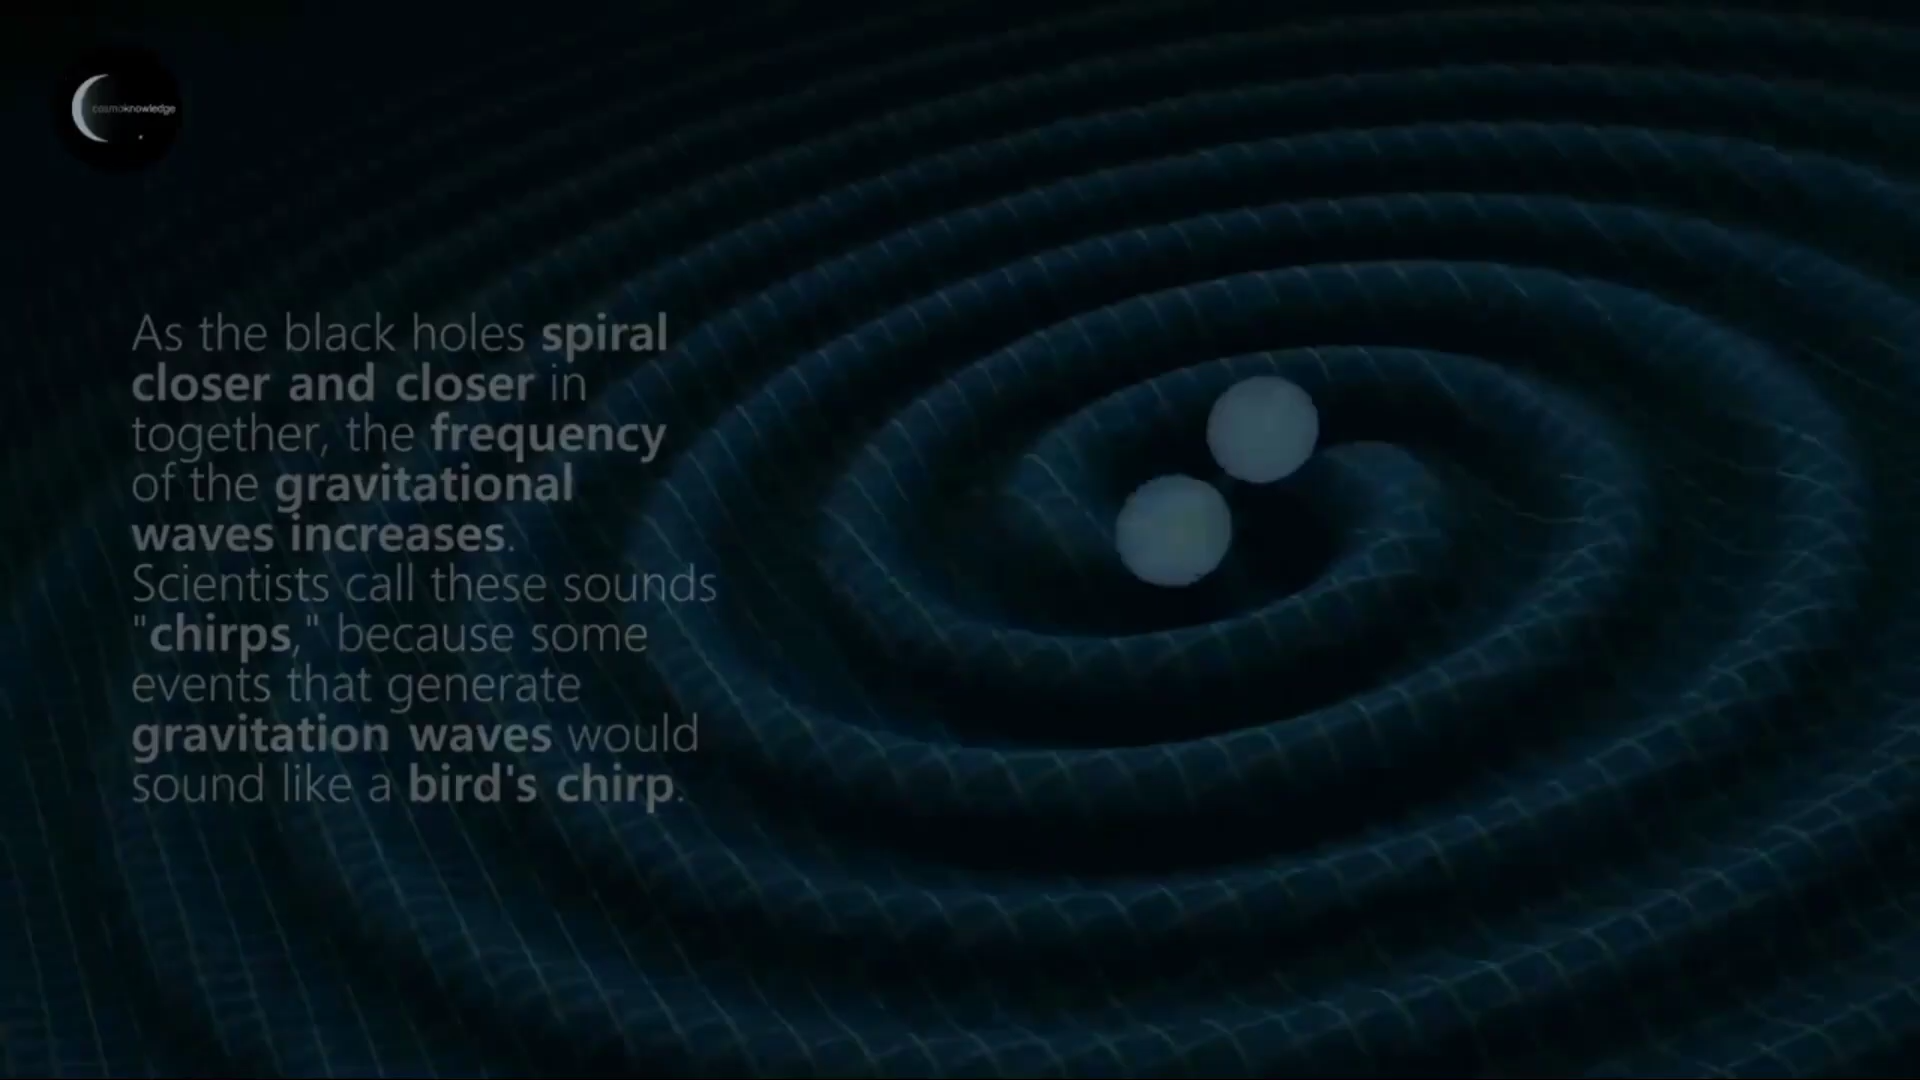 cosmoknowledge
As the black holes spiral
closer and closer in
together, the frequency
of the gravitational
waves increases.
Scientists call these sounds
"chirps," because some
events that generate
gravitation waves would
sound like a bird's chirp.